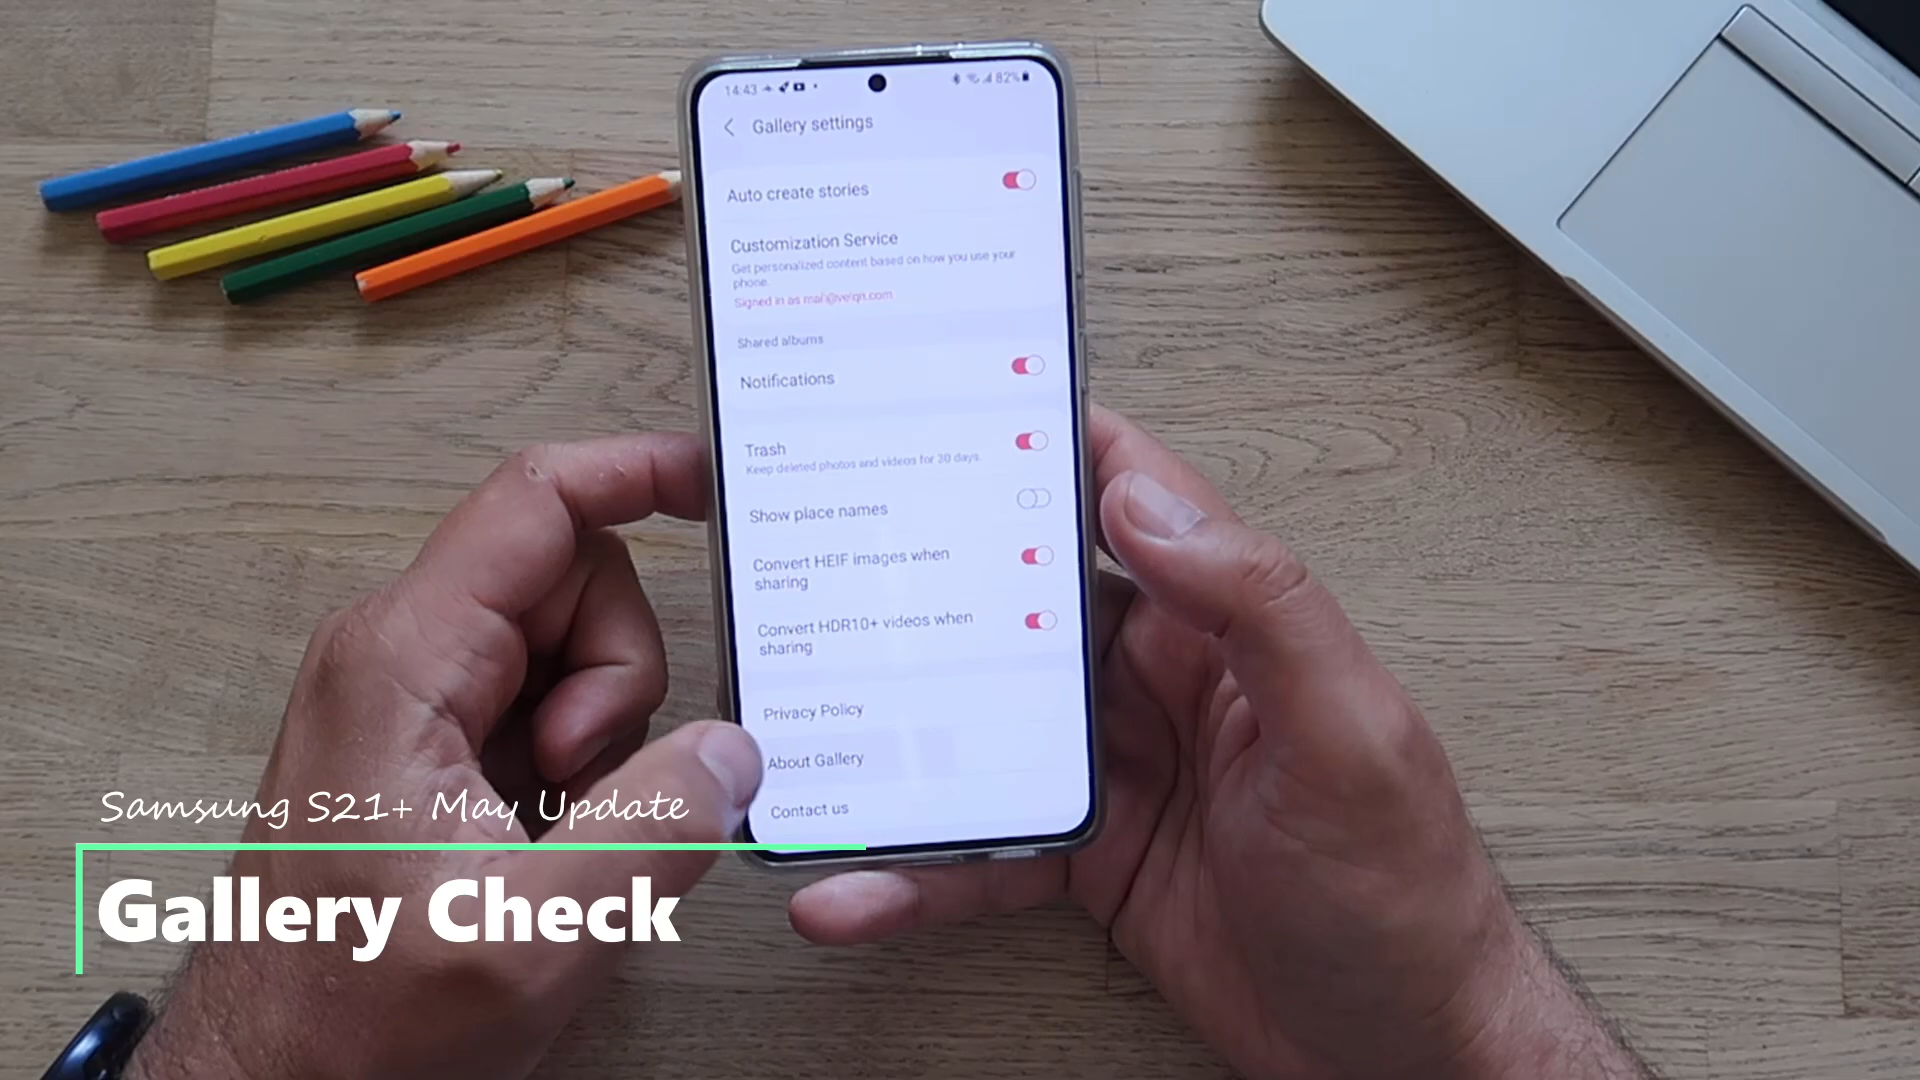 14:43
82%
Gallery settings
Auto create stories
Customization Service
Get personalized content based on how you use your
phone.
Signed in as
Shared albums
Notifications
Trash
Keep deleted photos and videos for 30 days.
Show place names
Convert HEIF images when
sharing
Convert HDR10+ videos when
sharing
Privacy Policy
About Gallery
Contact us
Samsung S21+ May Update
Gallery Check